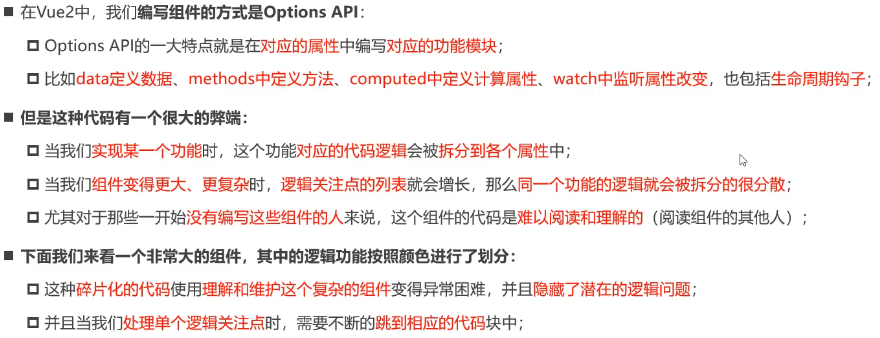 在Vue2中，我们编写组件的方式是Options API：
Options API的一大特点就是在对应的属性中编写对应的功能模块；
比如data定义数据、methods中定义方法、computed中定义计算属性、watch中监听属性改变，也包括生命周期钩子；
但是这种代码有一个很大的弊端：
当我们实现某一个功能时，这个功能对应的代码逻辑会被拆分到各个属性中；
当我们组件变得更大、更复杂时，逻辑关注点的列表就会增长，那么同一个功能的逻辑就会被拆分的很分散；
尤其对于那些一开始没有编写这些组件的人来说，这个组件的代码是难以阅读和理解的（阅读组件的其他人）；
下面我们来看一个非常大的组件，其中的逻辑功能按照颜色进行了划分：
这种碎片化的代码使用理解和维护这个复杂的组件变得异常困难，并且隐藏了潜在的逻辑问题；
并且当我们处理单个逻辑关注点时，需要不断的跳到相应的代码块中；